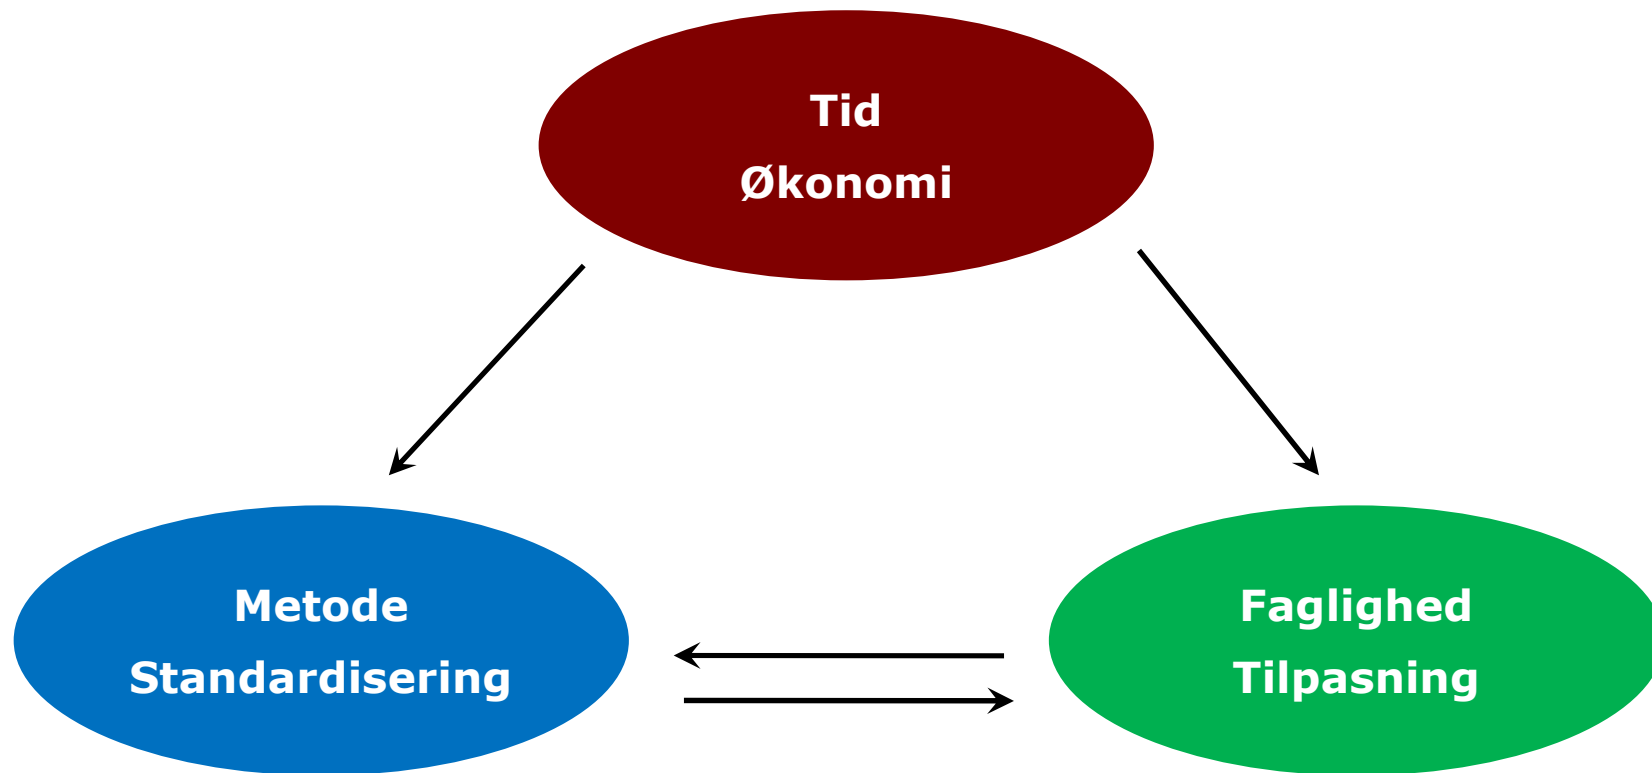 Tid
Økonomi
Metode
Standardisering
Faglighed
Tilpasning